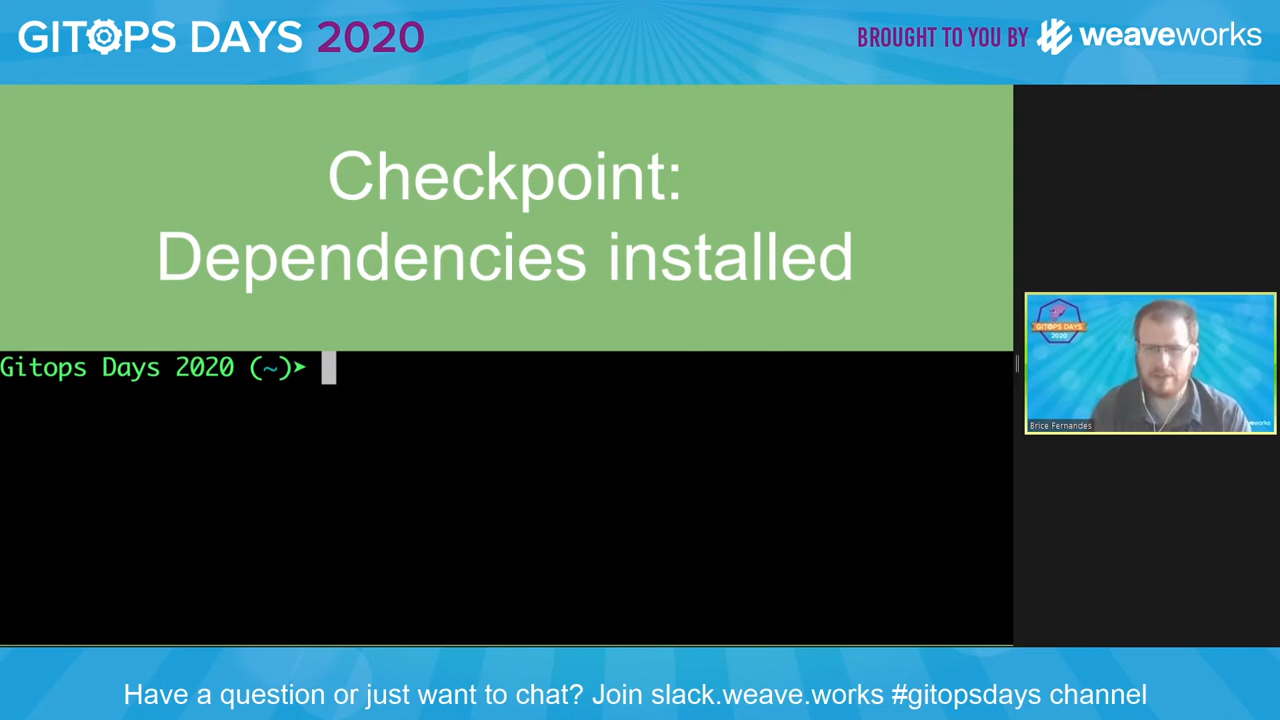 GITOPS DAYS 2020
BROUGHT TO YOU BY weaveworks
Checkpoint:
Dependencies installed
Gitops Days 2020 (~)➤
GITOPS DAYS
2020
Brice Fernandes
works
Have a question or just want to chat? Join slack.weave.works #gitopsdays channel